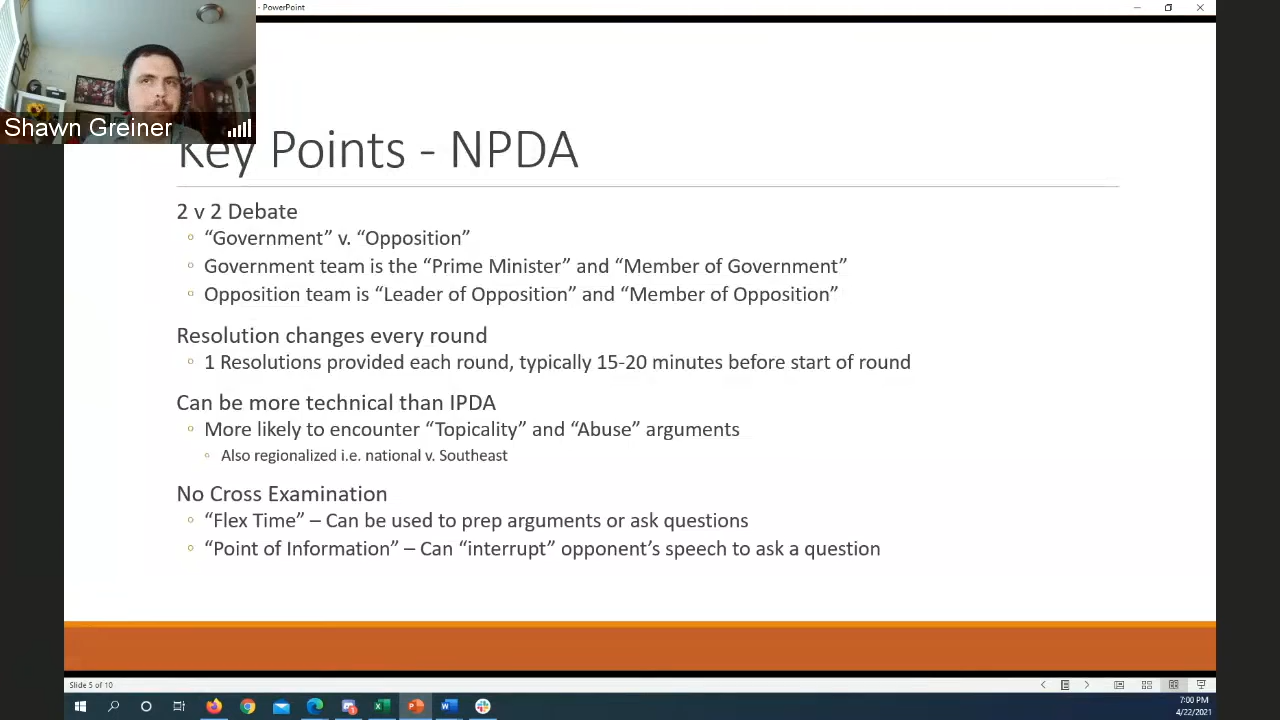 - PowerPoint
Shawn Greiner
Key Points - NPDA
2 v 2 Debate
“Government” v. “Opposition”
Government team is the “Prime Minister” and “Member of Government”
Opposition team is “Leader of Opposition” and “Member of Opposition”
Resolution changes every round
1 Resolutions provided each round, typically 15-20 minutes before start of round
Can be more technical than IPDA
More likely to encounter “Topicality” and “Abuse” arguments
Also regionalized i.e. national v. Southeast
No Cross Examination
“Flex Time” – Can be used to prep arguments or ask questions
“Point of Information” – Can “interrupt” opponent’s speech to ask a question
Slide 5 of 10
7:00 PM
4/22/2021